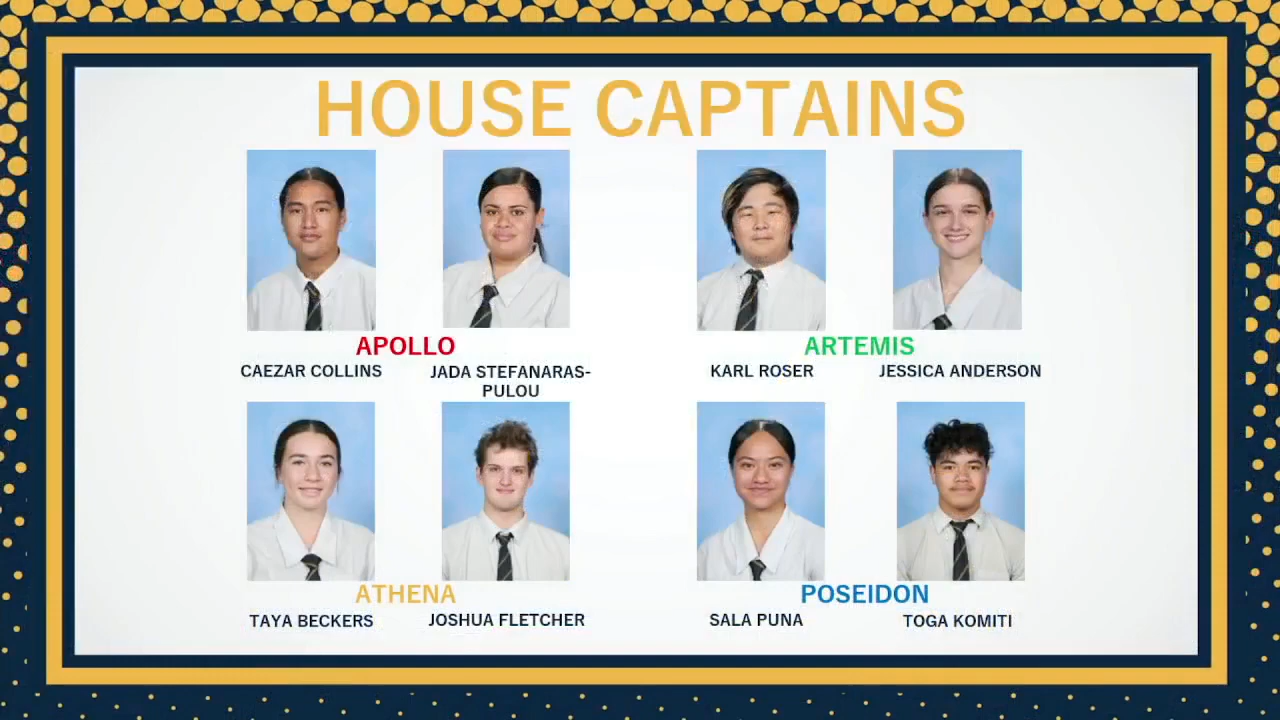 HOUSE CAPTAINS
APOLLO
CAEZAR COLLINS
JADA STEFANARAS-
PULOU
ARTEMIS
KARL ROSER
JESSICA ANDERSON
ATHENA
TAYA BECKERS
JOSHUA FLETCHER
POSEIDON
SALA PUNA
TOGA KOMITI